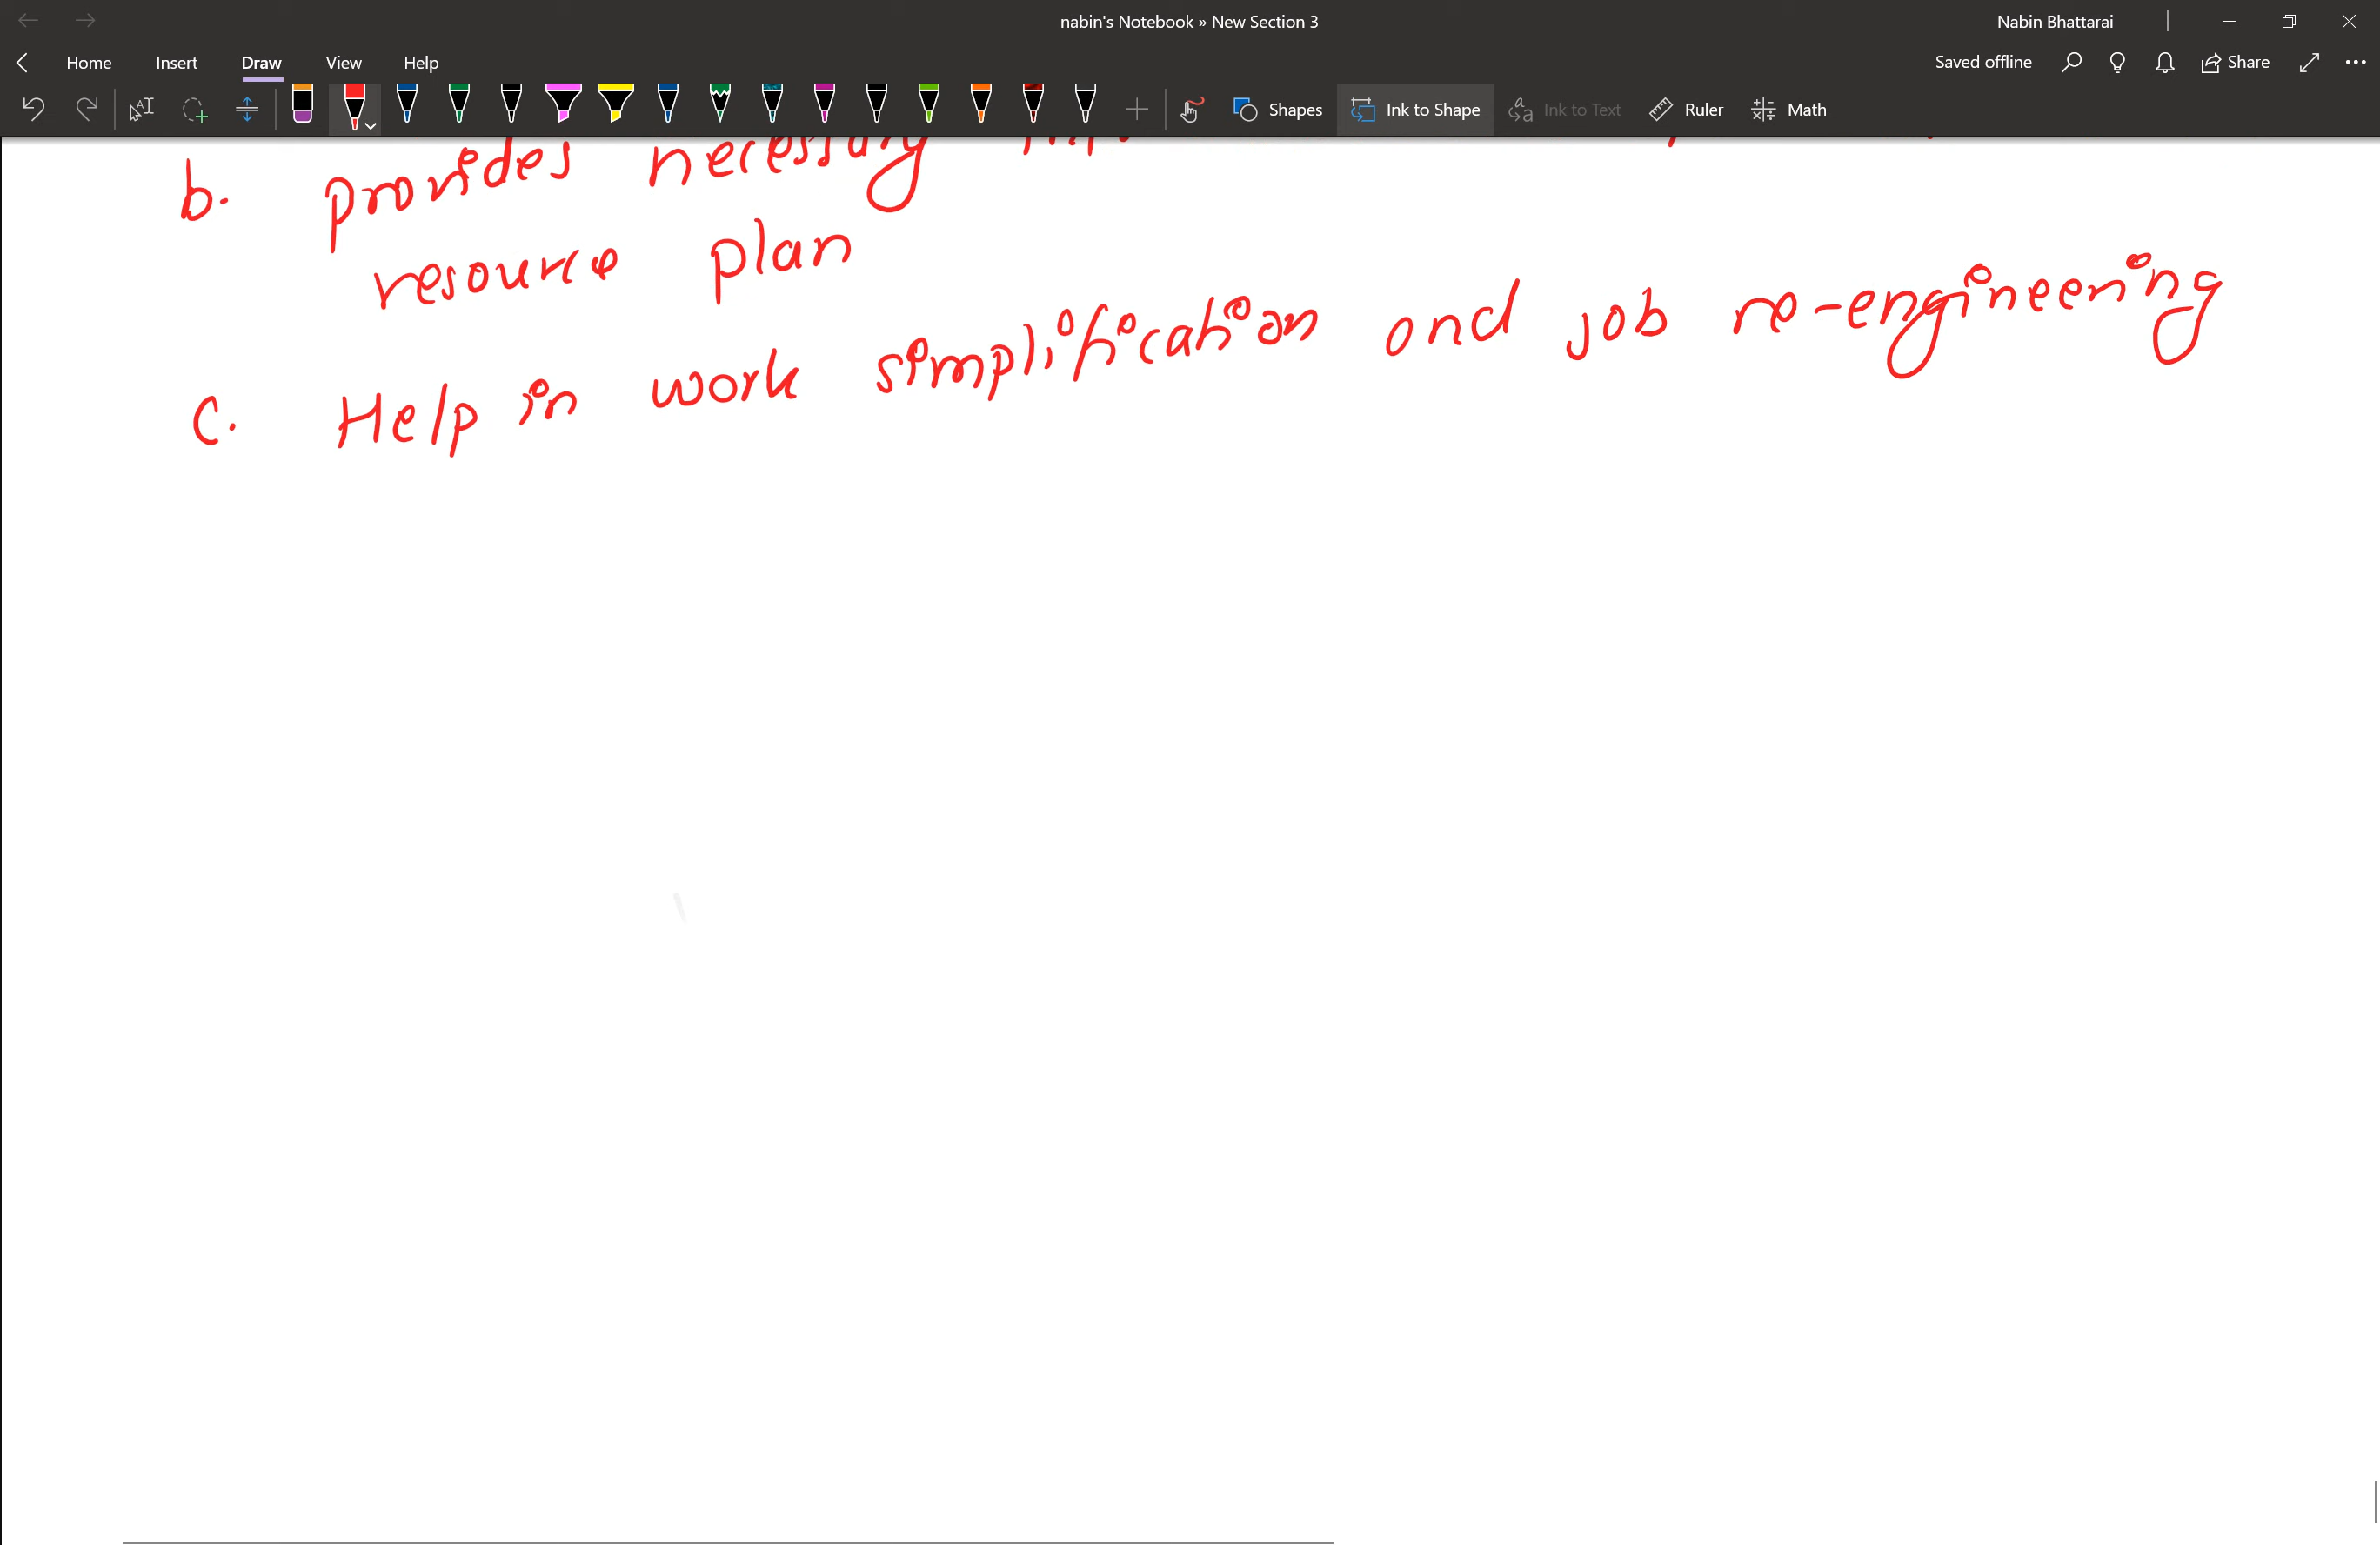 nabin's Notebook » New Section 3
Nabin Bhattarai
Home Insert Draw View Help
Saved offline
Share
Shapes
Ink to Shape
Ink to Text
Ruler
Math
b. provides necessary
resource plan
c. Help in work simplification and job re-engineering